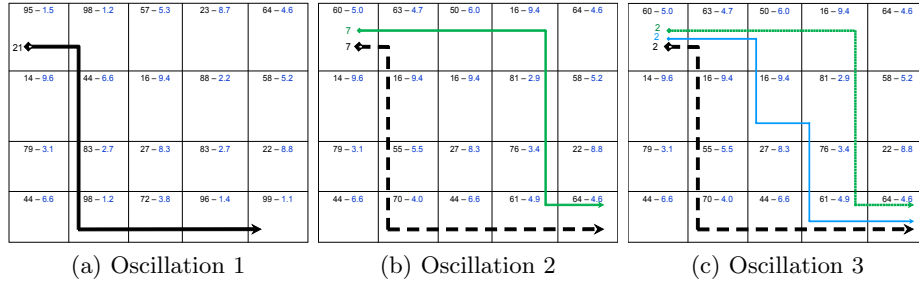 95 – 1.5 98 – 1.2 57 – 5.3 23 – 8.7 64 – 4.6
21
14 – 9.6 44 – 6.6 16 – 9.4 88 – 2.2 58 – 5.2
79 – 3.1 83 – 2.7 27 – 8.3 83 – 2.7 22 – 8.8
44 – 6.6 98 – 1.2 72 – 3.8 96 – 1.4 99 – 1.1
(a) Oscillation 1
60 – 5.0 63 – 4.7 50 – 6.0 16 – 9.4 64 – 4.6
7
7
14 – 9.6 16 – 9.4 16 – 9.4 81 – 2.9 58 – 5.2
79 – 3.1 55 – 5.5 27 – 8.3 76 – 3.4 22 – 8.8
44 – 6.6 70 – 4.0 44 – 6.6 61 – 4.9 64 – 4.6
(b) Oscillation 2
60 – 5.0 63 – 4.7 50 – 6.0 16 – 9.4 64 – 4.6
2
2
2
14 – 9.6 16 – 9.4 16 – 9.4 81 – 2.9 58 – 5.2
79 – 3.1 55 – 5.5 27 – 8.3 76 – 3.4 22 – 8.8
44 – 6.6 70 – 4.0 44 – 6.6 61 – 4.9 64 – 4.6
(c) Oscillation 3